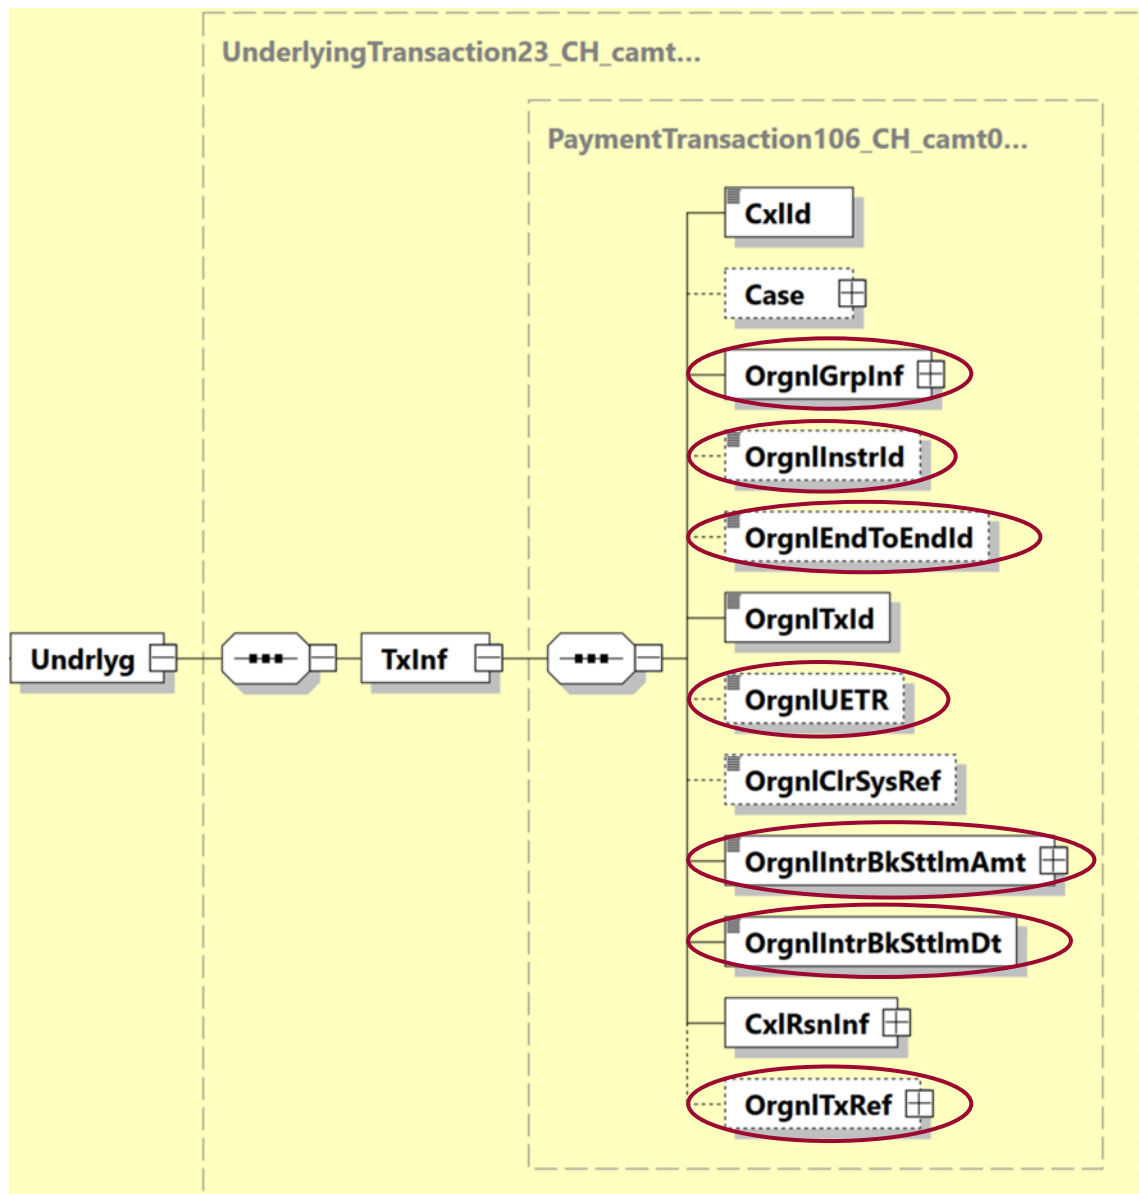 UnderlyingTransaction23_CH_camt...
PaymentTransaction106_CH_camt0...
CxlId
Case
OrgnlGrpInf
OrgnlInstrId
OrgnlEndToEndId
OrgnlTxId
Undrlyg
TxInf
OrgnlUETR
OrgnlClrSysRef
OrgnlIntrBkSttlmAmt
OrgnlIntrBkSttlmDt
CxlRsnInf
OrgnlTxRef